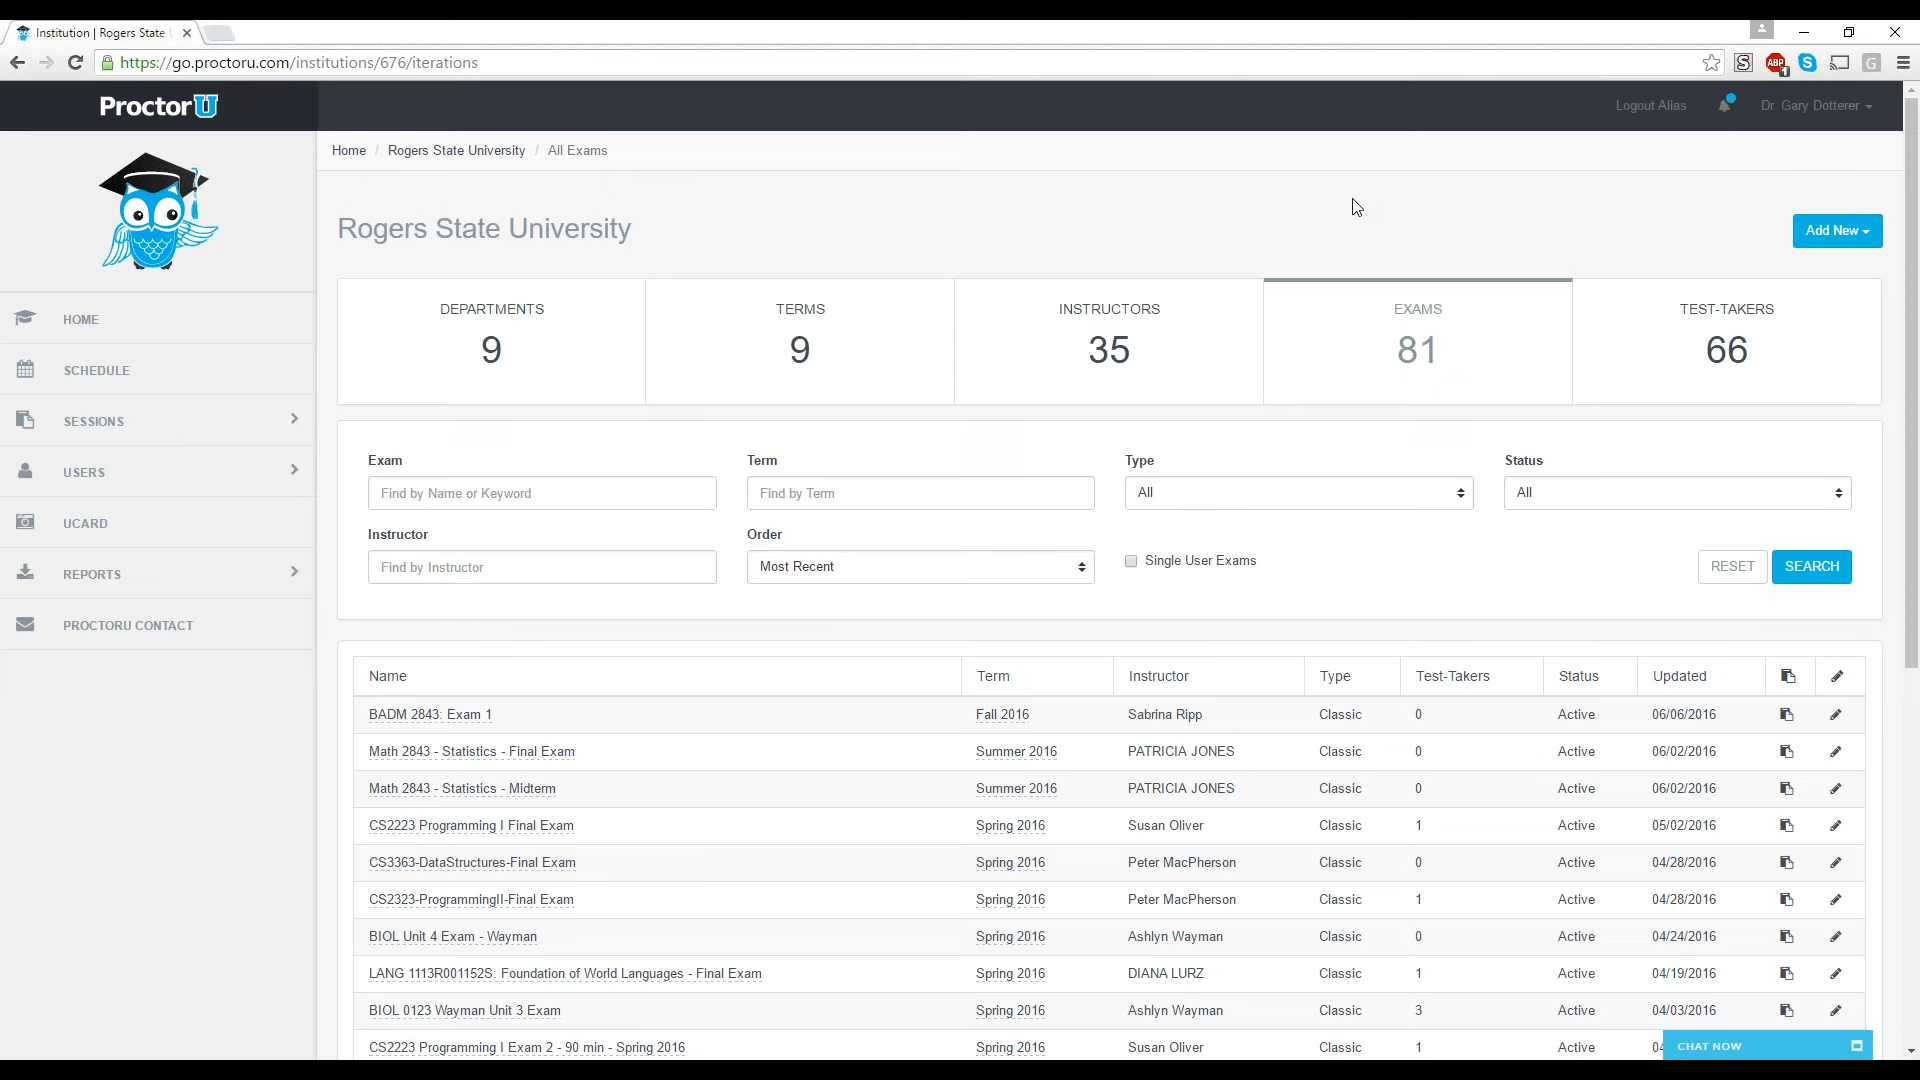 Institution | Rogers State
https://go.proctoru.com/institutions/676/iterations
ABP
1
ProctorU
Logout Alias
Dr. Gary Dotterer
Home / Rogers State University / All Exams
Rogers State University
Add New
DEPARTMENTS
9
TERMS
9
INSTRUCTORS
35
EXAMS
81
TEST-TAKERS
66
HOME
SCHEDULE
SESSIONS
USERS
UCARD
REPORTS
PROCTORU CONTACT
Exam
Term
Type
Status
Find by Name or Keyword
Find by Term
All
All
Instructor
Order
Find by Instructor
Most Recent
Single User Exams
RESET
SEARCH
Name Term Instructor Type Test-Takers Status Updated
BADM 2843: Exam 1 Fall 2016 Sabrina Ripp Classic 0 Active 06/06/2016
Math 2843 - Statistics - Final Exam Summer 2016 PATRICIA JONES Classic 0 Active 06/02/2016
Math 2843 - Statistics - Midterm Summer 2016 PATRICIA JONES Classic 0 Active 06/02/2016
CS2223 Programming I Final Exam Spring 2016 Susan Oliver Classic 1 Active 05/02/2016
CS3363-DataStructures-Final Exam Spring 2016 Peter MacPherson Classic 0 Active 04/28/2016
CS2323-ProgrammingII-Final Exam Spring 2016 Peter MacPherson Classic 1 Active 04/28/2016
BIOL Unit 4 Exam - Wayman Spring 2016 Ashlyn Wayman Classic 0 Active 04/24/2016
LANG 1113R001152S: Foundation of World Languages - Final Exam Spring 2016 DIANA LURZ Classic 1 Active 04/19/2016
BIOL 0123 Wayman Unit 3 Exam Spring 2016 Ashlyn Wayman Classic 3 Active 04/03/2016
CS2223 Programming I Exam 2 - 90 min - Spring 2016 Spring 2016 Susan Oliver Classic 1 Active
CHAT NOW